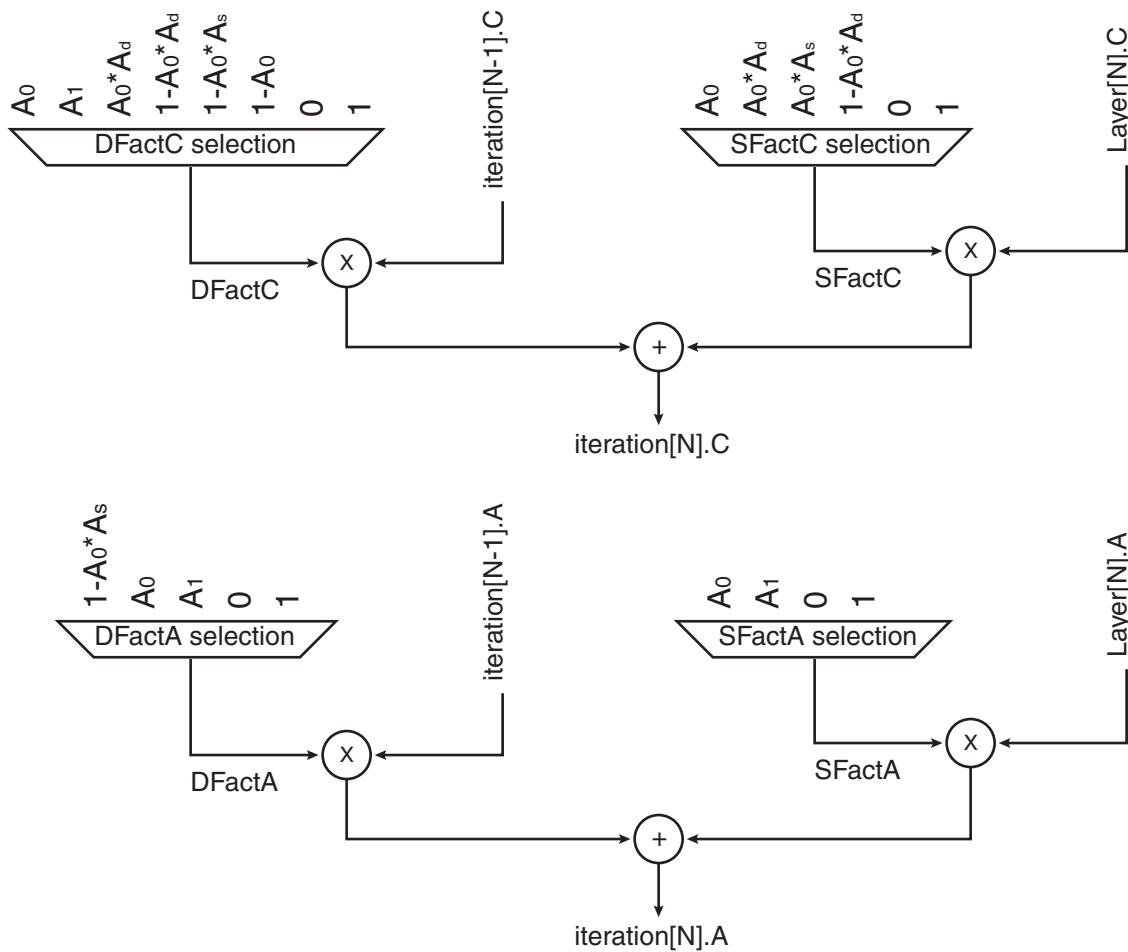 A0 A1 A0*Ad 1-A0*Ad 1-A0*As 1-A0 0 1
DFactC selection
iteration[N-1].C
A0 A0*Ad A0*As 1-A0*Ad 0 1
SFactC selection
Layer[N].C
X
DFactC
X
SFactC
+
iteration[N].C
1-A0*As A0 A1 0 1
DFactA selection
iteration[N-1].A
A0 A1 0 1
SFactA selection
Layer[N].A
X
DFactA
X
SFactA
+
iteration[N].A